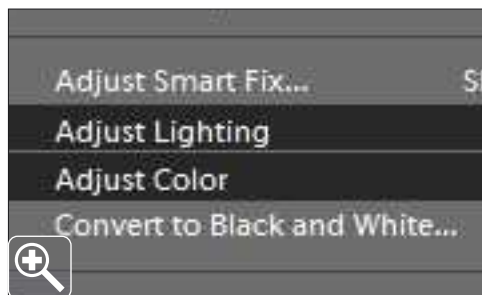 Adjust Smart Fix...
Adjust Lighting
Adjust Color
Convert to Black and White...